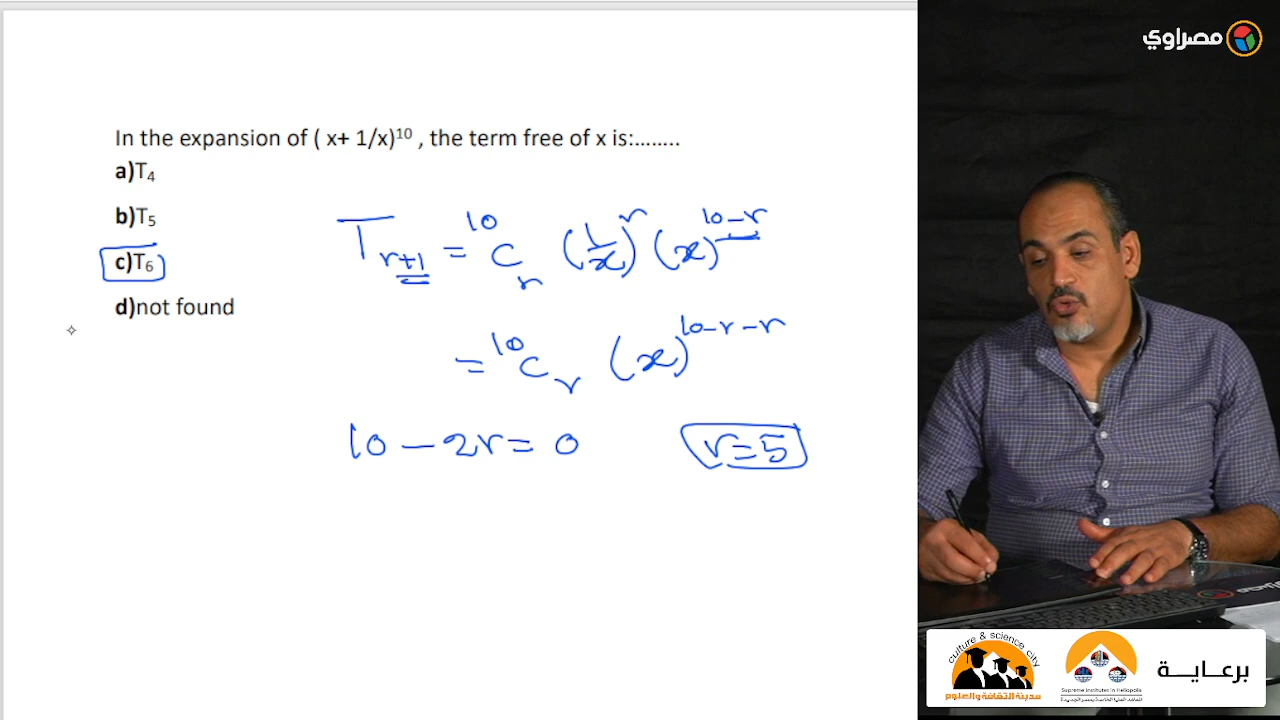 مصراوي
In the expansion of ( x+ 1/x)¹⁰ , the term free of x is:........
a)T₄
b)T₅
c)T₆
d)not found
T_{r+1} = ¹⁰C_r (1/x)^r (x)^{10-r}
= ¹⁰C_r (x)^{10-r-r}
10 - 2r = 0
r = 5
culture & science city
مدينة الثقافة والعلوم
Supreme Institutes in Heliopolis
برعايـــة